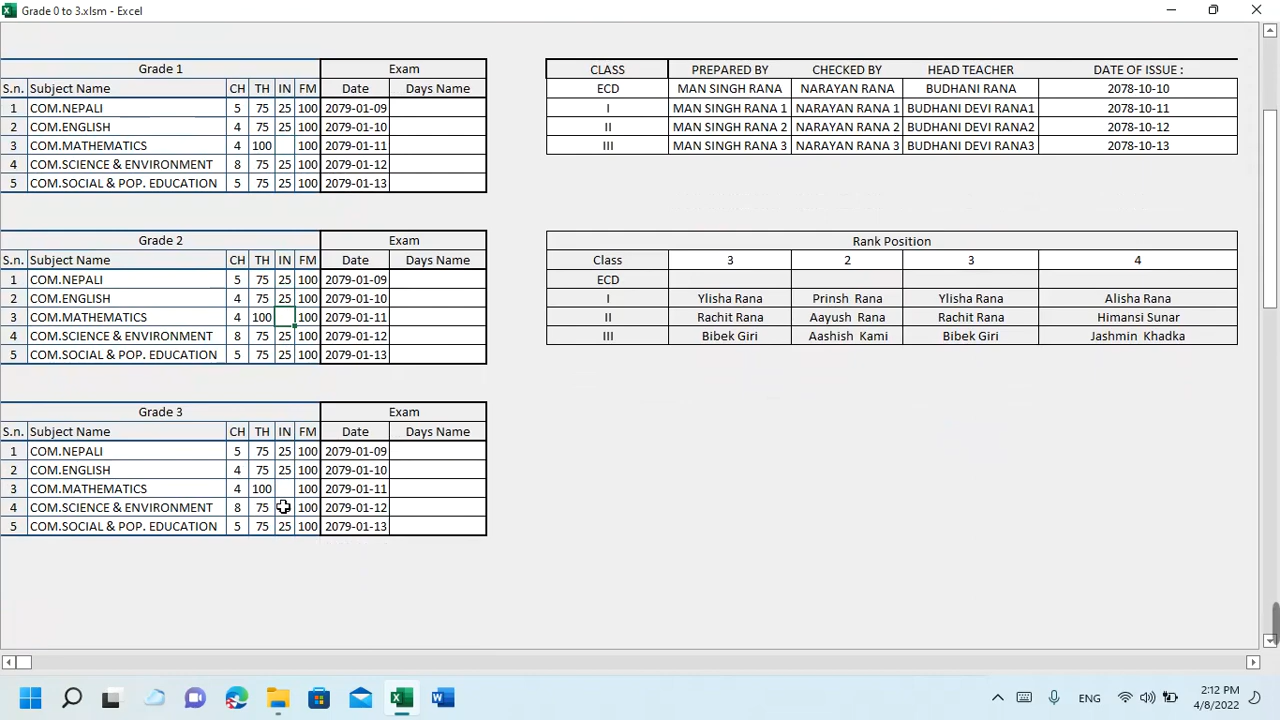 Grade 0 to 3.xlsm - Excel
Grade 1 Exam
S.n. Subject Name CH TH IN FM Date Days Name
1 COM.NEPALI 5 75 25 100 2079-01-09
2 COM.ENGLISH 4 75 25 100 2079-01-10
3 COM.MATHEMATICS 4 100 100 2079-01-11
4 COM.SCIENCE & ENVIRONMENT 8 75 25 100 2079-01-12
5 COM.SOCIAL & POP. EDUCATION 5 75 25 100 2079-01-13
CLASS PREPARED BY CHECKED BY HEAD TEACHER DATE OF ISSUE :
ECD MAN SINGH RANA NARAYAN RANA BUDHANI RANA 2078-10-10
I MAN SINGH RANA 1 NARAYAN RANA 1 BUDHANI DEVI RANA1 2078-10-11
II MAN SINGH RANA 2 NARAYAN RANA 2 BUDHANI DEVI RANA2 2078-10-12
III MAN SINGH RANA 3 NARAYAN RANA 3 BUDHANI DEVI RANA3 2078-10-13
Grade 2 Exam
S.n. Subject Name CH TH IN FM Date Days Name
1 COM.NEPALI 5 75 25 100 2079-01-09
2 COM.ENGLISH 4 75 25 100 2079-01-10
3 COM.MATHEMATICS 4 100 100 2079-01-11
4 COM.SCIENCE & ENVIRONMENT 8 75 25 100 2079-01-12
5 COM.SOCIAL & POP. EDUCATION 5 75 25 100 2079-01-13
Rank Position
Class 3 2 3 4
ECD
I Ylisha Rana Prinsh Rana Ylisha Rana Alisha Rana
II Rachit Rana Aayush Rana Rachit Rana Himansi Sunar
III Bibek Giri Aashish Kami Bibek Giri Jashmin Khadka
Grade 3 Exam
S.n. Subject Name CH TH IN FM Date Days Name
1 COM.NEPALI 5 75 25 100 2079-01-09
2 COM.ENGLISH 4 75 25 100 2079-01-10
3 COM.MATHEMATICS 4 100 100 2079-01-11
4 COM.SCIENCE & ENVIRONMENT 8 75 100 2079-01-12
5 COM.SOCIAL & POP. EDUCATION 5 75 25 100 2079-01-13
ENG
2:12 PM
4/8/2022